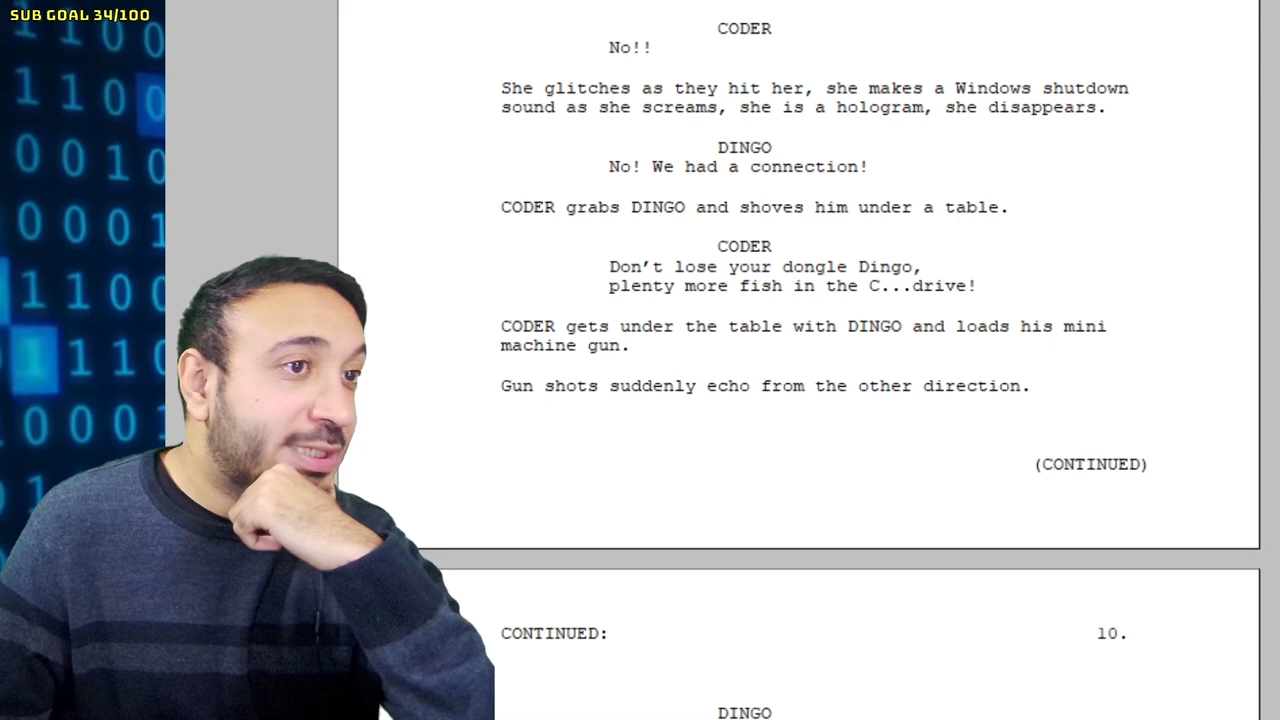 SUB GOAL 34/100
CODER
No!!
She glitches as they hit her, she makes a Windows shutdown
sound as she screams, she is a hologram, she disappears.
DINGO
No! We had a connection!
CODER grabs DINGO and shoves him under a table.
CODER
Don’t lose your dongle Dingo,
plenty more fish in the C...drive!
CODER gets under the table with DINGO and loads his mini
machine gun.
Gun shots suddenly echo from the other direction.
(CONTINUED)
CONTINUED: 10.
DINGO